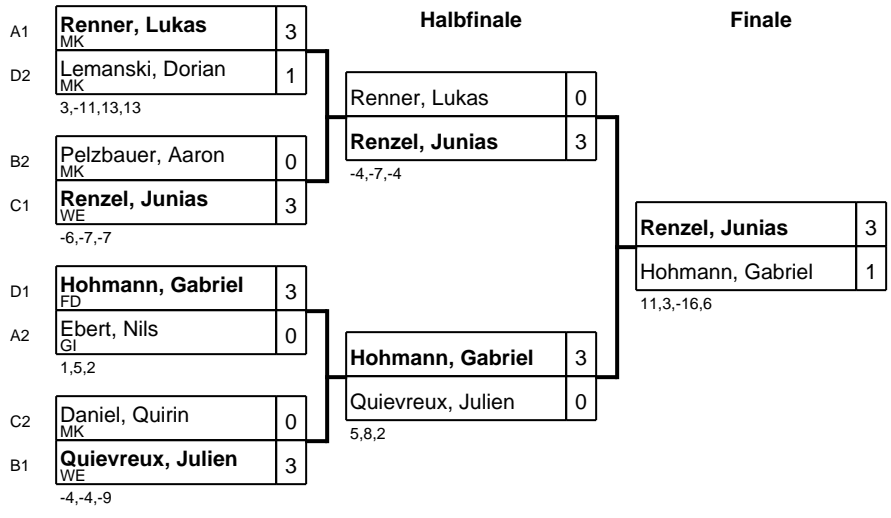 Halbfinale
Finale
A1 Renner, Lukas 3
MK
D2 Lemanski, Dorian 1
MK
3,-11,13,13
B2 Pelzbauer, Aaron 0
MK
C1 Renzel, Junias 3
WE
-6,-7,-7
D1 Hohmann, Gabriel 3
FD
A2 Ebert, Nils 0
GI
1,5,2
C2 Daniel, Quirin 0
MK
B1 Quievreux, Julien 3
WE
-4,-4,-9
Renner, Lukas 0
Renzel, Junias 3
-4,-7,-4
Hohmann, Gabriel 3
Quievreux, Julien 0
5,8,2
Renzel, Junias 3
Hohmann, Gabriel 1
11,3,-16,6